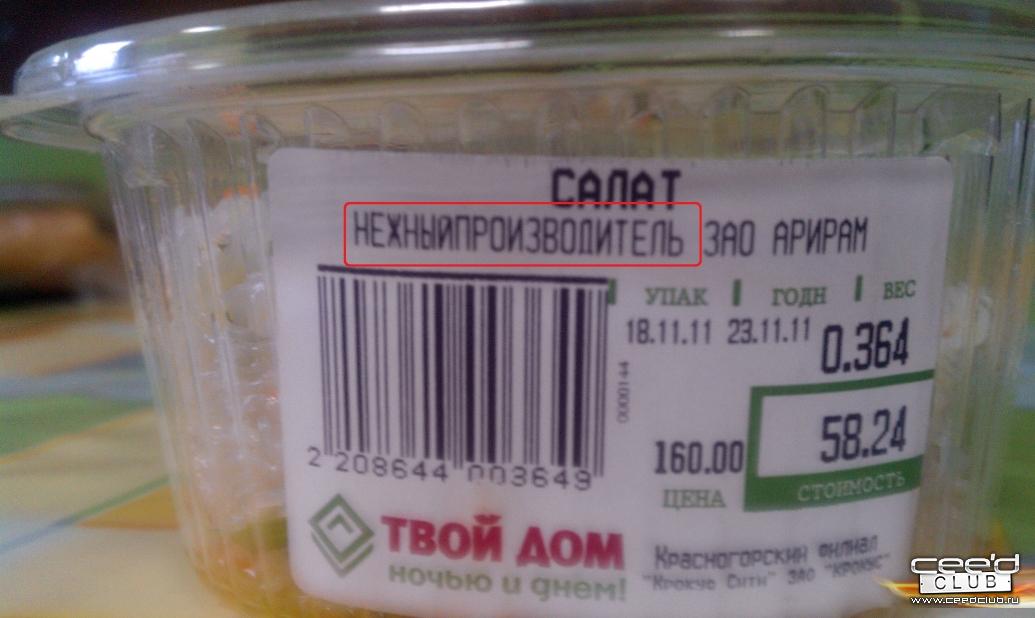 САЛАТ
НЕЖНЫЙПРОИЗВОДИТЕЛЬ ЗАО АРИРАМ
УПАК ГОДН ВЕС
18.11.11 23.11.11 0.364
0000144
58.24
160.00
ЦЕНА СТОИМОСТЬ
2 208644 003649
ТВОЙ ДОМ
ночью и днем!
Красногорский филиал
"Крокус Сити" ЗАО "КРОКУС"
cee'd
CLUB
www.ceedclub.ru